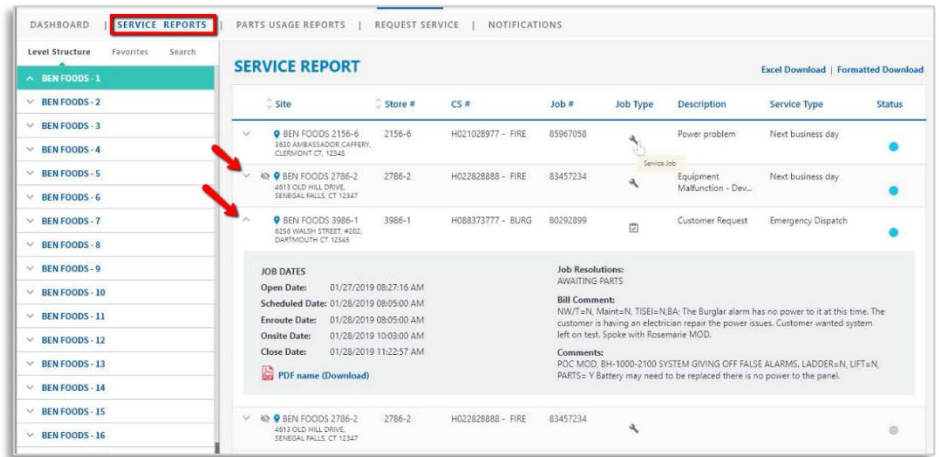 DASHBOARD | SERVICE REPORTS | PARTS USAGE REPORTS | REQUEST SERVICE | NOTIFICATIONS
Level Structure Favorites Search
BEN FOODS - 1
BEN FOODS - 2
BEN FOODS - 3
BEN FOODS - 4
BEN FOODS - 5
BEN FOODS - 6
BEN FOODS - 7
BEN FOODS - 8
BEN FOODS - 9
BEN FOODS - 10
BEN FOODS - 11
BEN FOODS - 12
BEN FOODS - 13
BEN FOODS - 14
BEN FOODS - 15
BEN FOODS - 16
SERVICE REPORT
Excel Download | Formatted Download
Site Store # CS # Job # Job Type Description Service Type Status
BEN FOODS 2156-6 2156-6 H021028977 - FIRE 85967058 Power problem Next business day
3630 AMBASSADOR CAFFERY,
CLERMONT CT, 12345
Service Job
BEN FOODS 2786-2 2786-2 H022828888 - FIRE 83457234 Equipment Next business day
4613 OLD HILL DRIVE, Malfunction - Dev...
SENEGAL FALLS, CT 12347
BEN FOODS 3986-1 3986-1 H088373777 - BURG 80292899 Customer Request Emergency Dispatch
6256 WALSH STREET, #202,
DARTMOUTH CT 12345
JOB DATES
Open Date: 01/27/2019 08:27:16 AM
Scheduled Date: 01/28/2019 08:05:00 AM
Enroute Date: 01/28/2019 08:05:00 AM
Onsite Date: 01/28/2019 10:03:00 AM
Close Date: 01/28/2019 11:22:57 AM
PDF name (Download)
Job Resolutions:
AWAITING PARTS
Bill Comment:
NW/T=N, Maint=N, TISEI=N,BA; The Burglar alarm has no power to it at this time. The
customer is having an electrician repair the power issues. Customer wanted system
left on test. Spoke with Rosemarie MOD.
Comments:
POC MOD, BH-1000-2100 SYSTEM GIVING OFF FALSE ALARMS, LADDER=N, LIFT=N,
PARTS= Y Battery may need to be replaced there is no power to the panel.
BEN FOODS 2786-2 2786-2 H022828888 - FIRE 83457234
4613 OLD HILL DRIVE,
SENEGAL FALLS, CT 12347